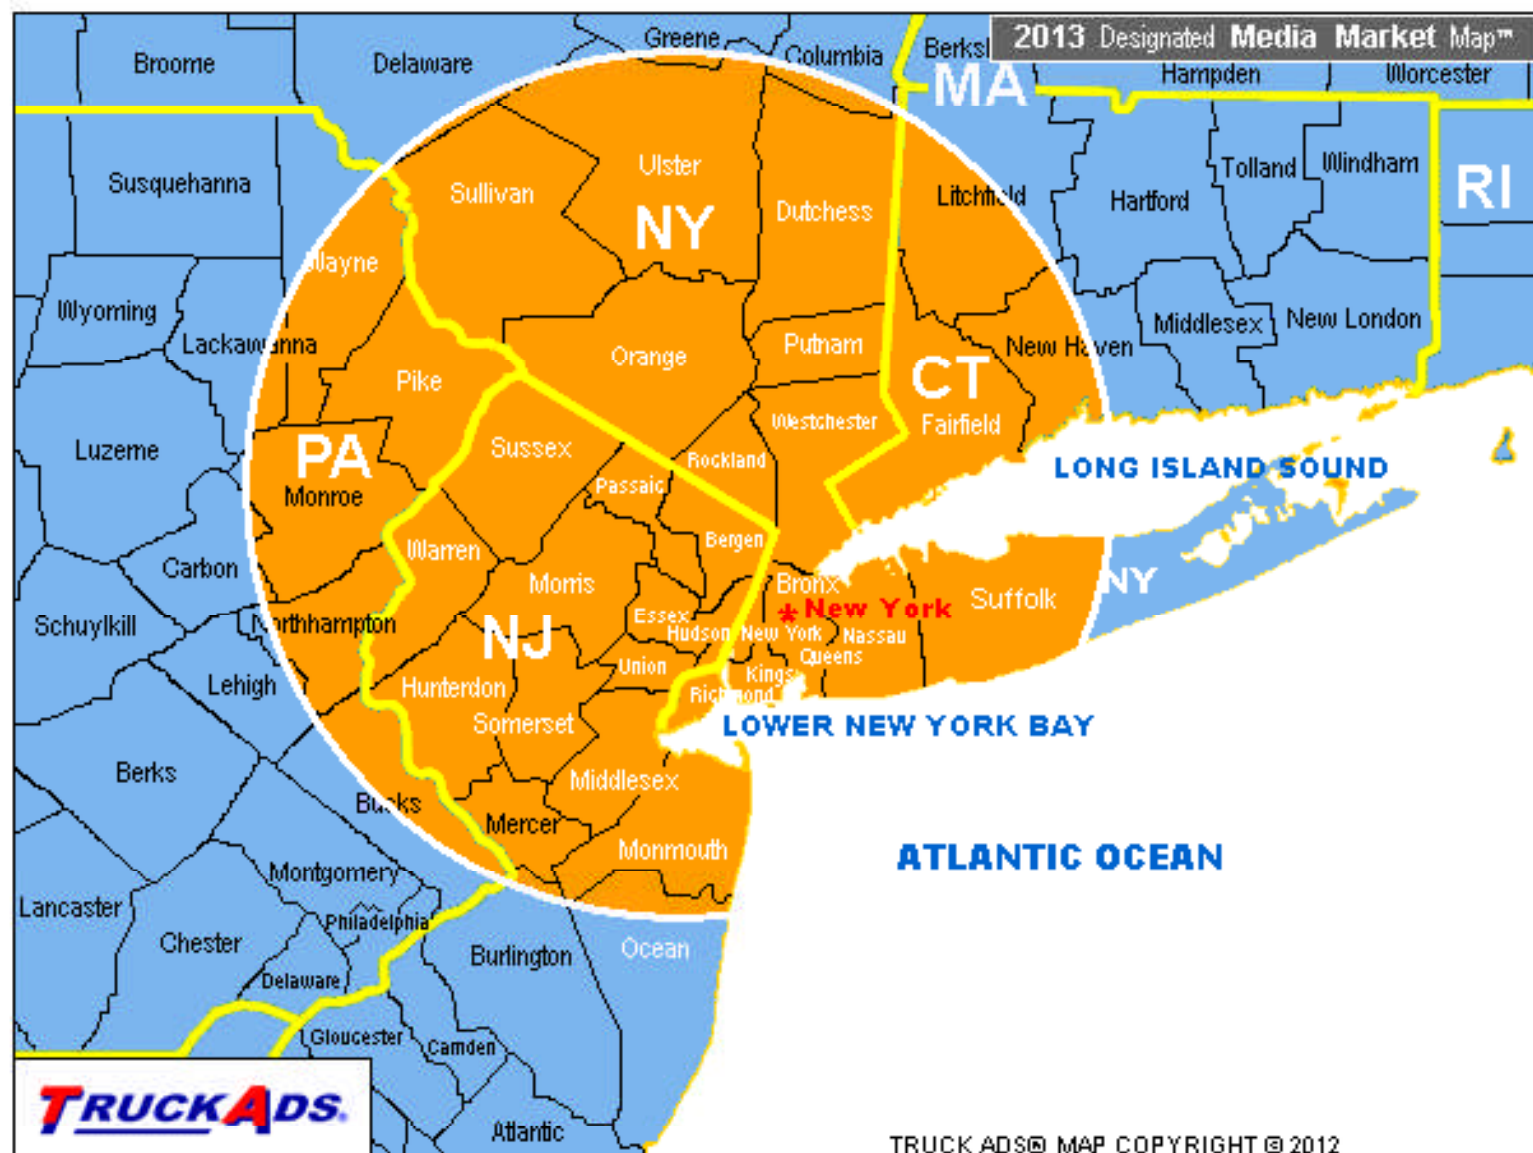 2013 Designated Media Market Map™
Greene
Columbia
Broome
Delaware
Hampden
Worcester
MA
Susquehanna
Sullivan
Ulster
Dutchess
Litchfield
Hartford
Tolland
Windham
RI
NY
Wayne
Wyoming
Lackawanna
Pike
Orange
Putnam
New Haven
Middlesex
New London
CT
Westchester
Fairfield
Luzerne
PA
Monroe
Sussex
Passaic
Rockland
LONG ISLAND SOUND
Bergen
Warren
Carbon
Morris
Bronx
Suffolk
NY
* New York
Schuylkill
Northhampton
NJ
Essex
Hudson
New York
Nassau
Queens
Union
Kings
Richmond
Lehigh
Hunterdon
Somerset
LOWER NEW YORK BAY
Berks
Bucks
Middlesex
Mercer
Monmouth
ATLANTIC OCEAN
Montgomery
Lancaster
Philadelphia
Chester
Delaware
Burlington
Ocean
Gloucester
Camden
TRUCKADS.
Atlantic
TRUCK ADS® MAP COPYRIGHT © 2012